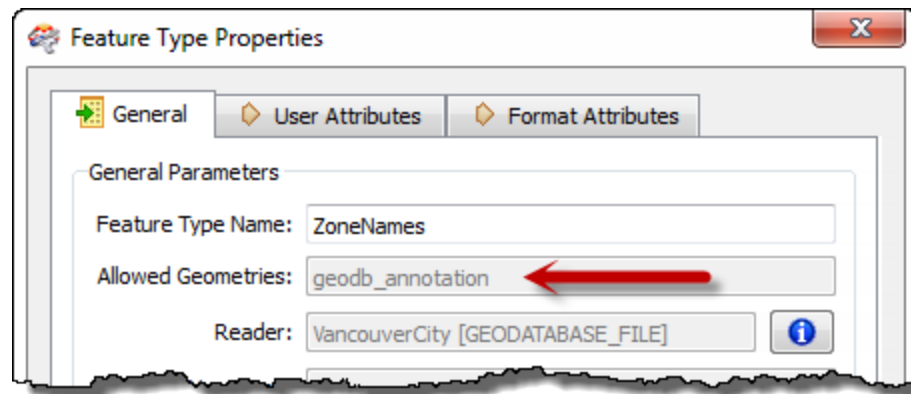 Feature Type Properties
General User Attributes Format Attributes
General Parameters
Feature Type Name: ZoneNames
Allowed Geometries: geodb_annotation
Reader: VancouverCity [GEODATABASE_FILE]